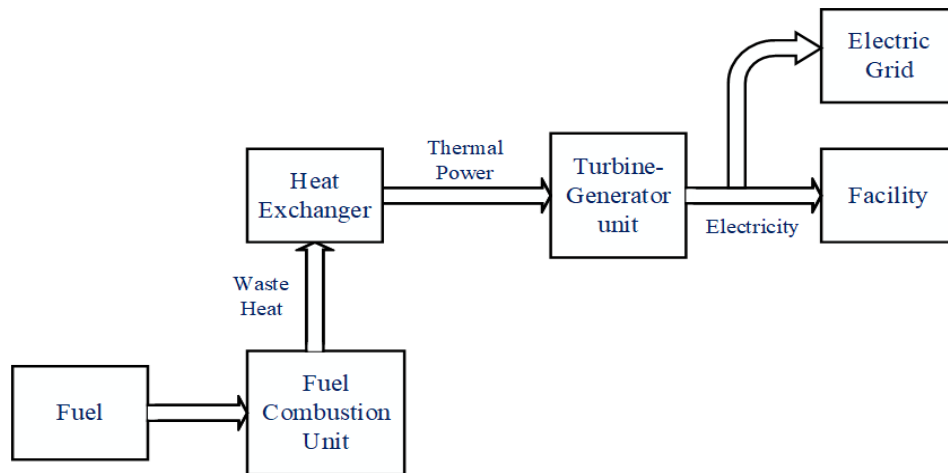 Electric
Grid
Thermal
Power
Heat
Exchanger
Turbine-
Generator
unit
Facility
Electricity
Waste
Heat
Fuel
Fuel
Combustion
Unit